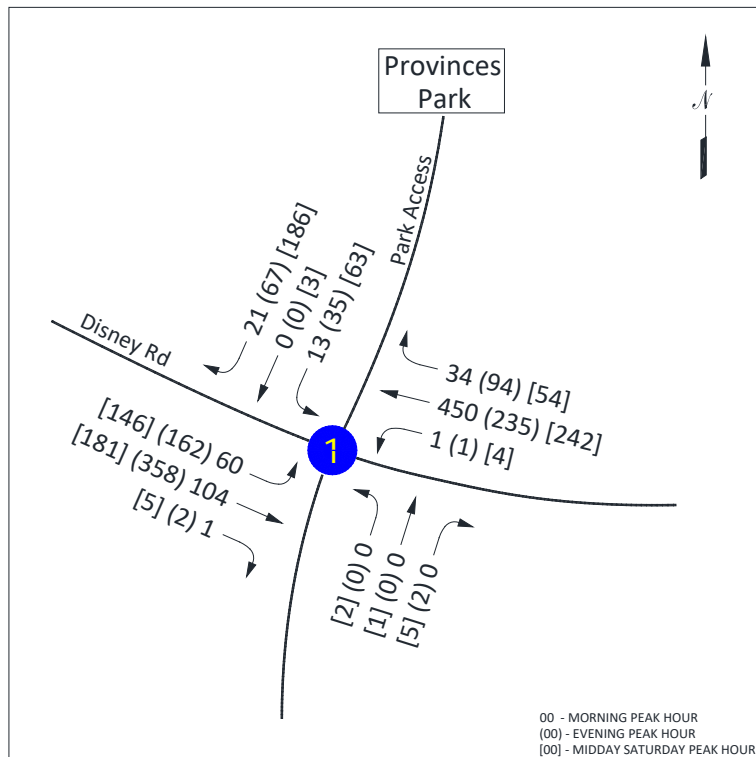 Provinces
Park
N
Park Access
Disney Rd
21 (67) [186]
0 (0) [3]
13 (35) [63]
34 (94) [54]
450 (235) [242]
1 (1) [4]
[146] (162) 60
[181] (358) 104
[5] (2) 1
1
[2] (0) 0
[1] (0) 0
[5] (2) 0
00 - MORNING PEAK HOUR
(00) - EVENING PEAK HOUR
[00] - MIDDAY SATURDAY PEAK HOUR